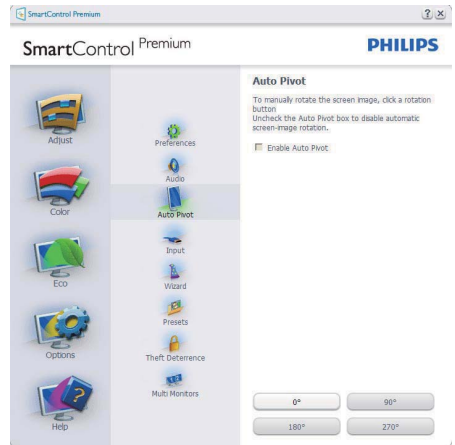 SmartControl Premium
? X
SmartControl Premium
PHILIPS
Adjust
Color
Eco
Options
Help
Preferences
Audio
Auto Pivot
Input
Wizard
Presets
Theft Deterrence
Multi Monitors
Auto Pivot
To manually rotate the screen image, click a rotation
button
Uncheck the Auto Pivot box to disable automatic
screen-image rotation.
Enable Auto Pivot
0°
90°
180°
270°